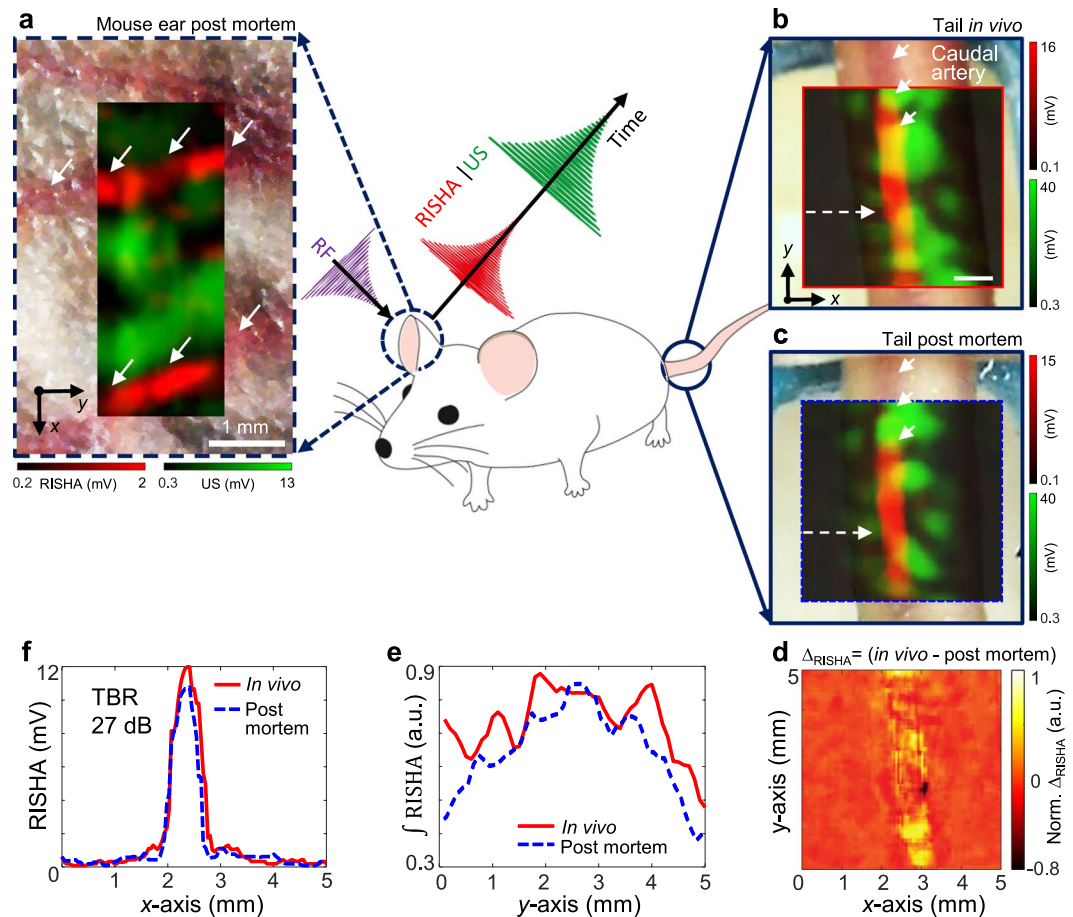 a
Mouse ear post mortem
y
x
1 mm
0.2 RISHA (mV) 2
0.3 US (mV) 13
RF
RISHA | US
Time
b
Tail in vivo
Caudal
artery
y
x
16
(mV)
0.1
40
(mV)
0.3
c
Tail post mortem
15
(mV)
0.1
40
(mV)
0.3
f
12
6
0
RISHA (mV)
TBR
27 dB
In vivo
Post
mortem
0 1 2 3 4 5
x-axis (mm)
e
0.9
0.3
∫ RISHA (a.u.)
In vivo
Post mortem
0 1 2 3 4 5
y-axis (mm)
d
ΔRISHA= (in vivo - post mortem)
5
y-axis (mm)
0 1 2 3 4 5
x-axis (mm)
1
0
-0.8
Norm. ΔRISHA (a.u.)